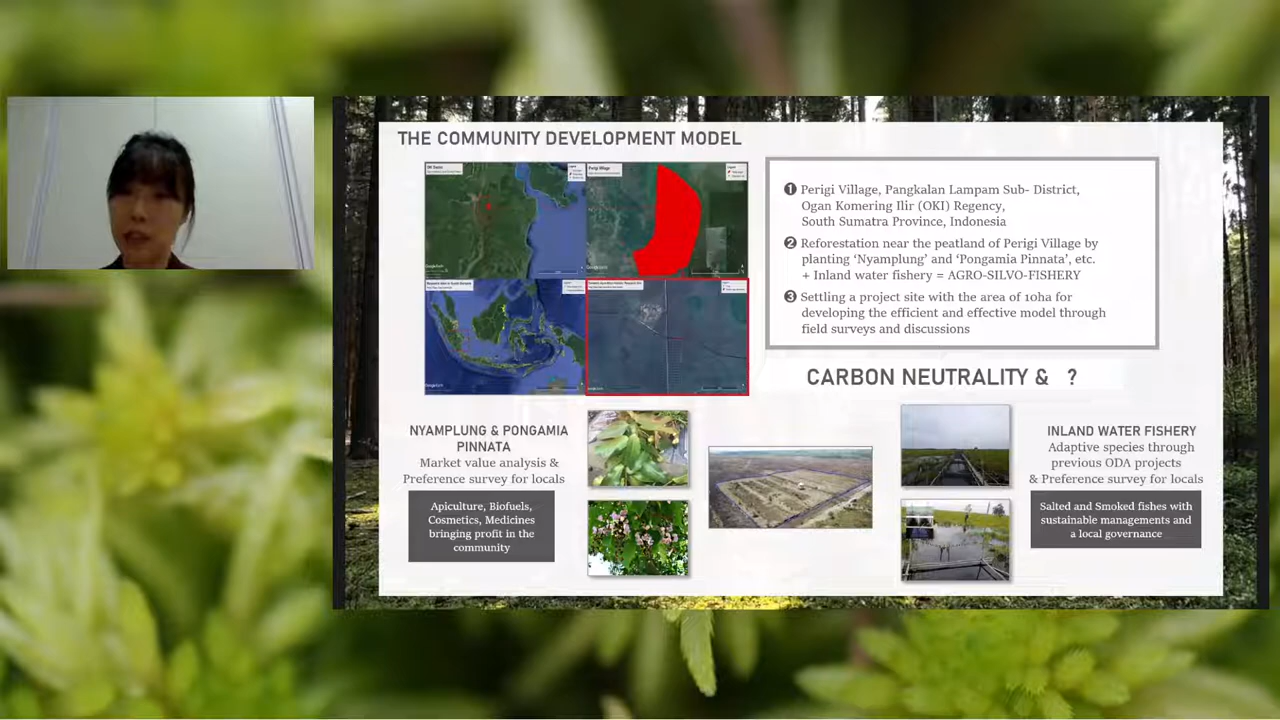 THE COMMUNITY DEVELOPMENT MODEL
Perigi Village
❶ Perigi Village, Pangkalan Lampam Sub- District,
Ogan Komering Ilir (OKI) Regency,
South Sumatra Province, Indonesia
❷ Reforestation near the peatland of Perigi Village by
planting ‘Nyamplung’ and ‘Pongamia Pinnata’, etc.
+ Inland water fishery = AGRO-SILVO-FISHERY
❸ Settling a project site with the area of 10ha for
developing the efficient and effective model through
field surveys and discussions
CARBON NEUTRALITY & ?
NYAMPLUNG & PONGAMIA
PINNATA
Market value analysis &
Preference survey for locals
Apiculture, Biofuels,
Cosmetics, Medicines
bringing profit in the
community
INLAND WATER FISHERY
Adaptive species through
previous ODA projects
& Preference survey for locals
Salted and Smoked fishes with
sustainable managements and
a local governance